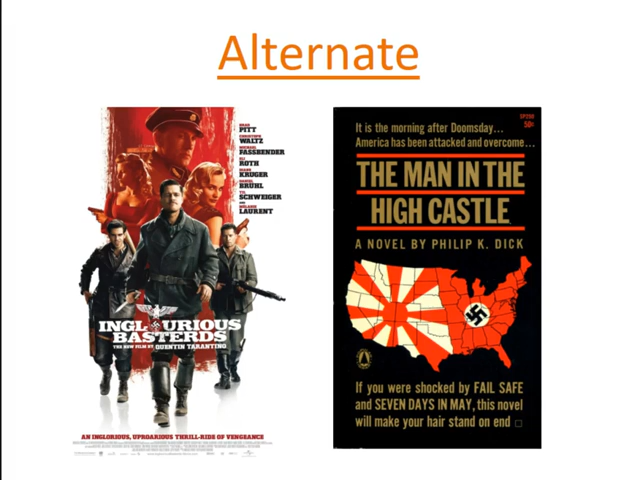 Alternate
BRAD
PITT
CHRISTOPH
WALTZ
MICHAEL
FASSBENDER
ELI
ROTH
DIANE
KRUGER
DANIEL
BRÜHL
TIL
SCHWEIGER
AND
MÉLANIE
LAURENT
INGLOURIOUS
BASTERDS
THE NEW FILM BY QUENTIN TARANTINO
AN INGLORIOUS, UPROARIOUS THRILL-RIDE OF VENGEANCE
50¢
It is the morning after Doomsday...
America has been attacked and overcome...
THE MAN IN THE
HIGH CASTLE
A NOVEL BY PHILIP K. DICK
If you were shocked by FAIL SAFE
and SEVEN DAYS IN MAY, this novel
will make your hair stand on end